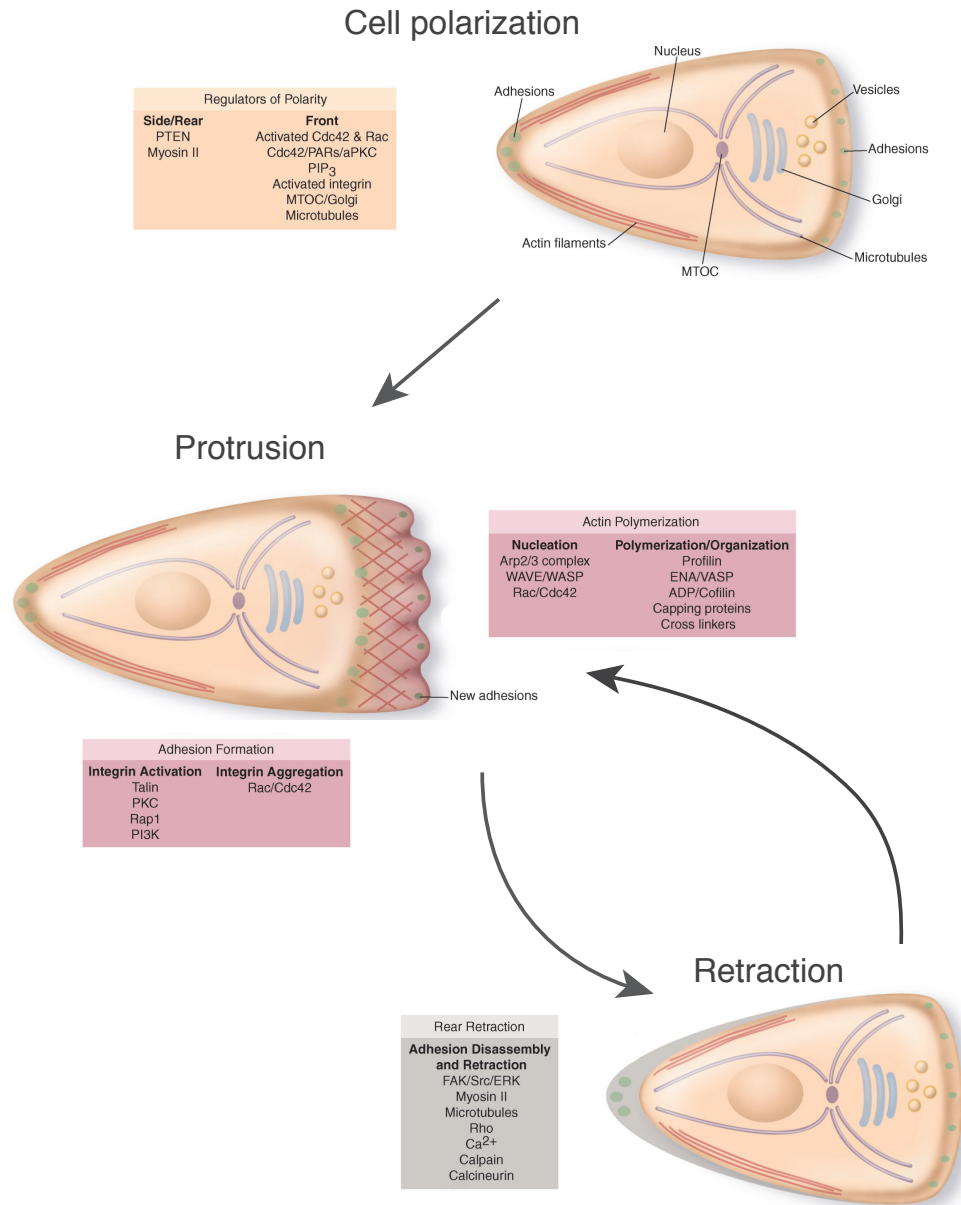 Cell polarization
Nucleus
Adhesions
Vesicles
Adhesions
Golgi
Microtubules
MTOC
Actin filaments
Regulators of Polarity
Side/Rear Front
PTEN Activated Cdc42 & Rac
Myosin II Cdc42/PARs/aPKC
PIP3
Activated integrin
MTOC/Golgi
Microtubules
Protrusion
Actin Polymerization
Nucleation Polymerization/Organization
Arp2/3 complex Profilin
WAVE/WASP ENA/VASP
Rac/Cdc42 ADP/Cofilin
Capping proteins
Cross linkers
New adhesions
Adhesion Formation
Integrin Activation Integrin Aggregation
Talin Rac/Cdc42
PKC
Rap1
PI3K
Retraction
Rear Retraction
Adhesion Disassembly
and Retraction
FAK/Src/ERK
Myosin II
Microtubules
Rho
Ca2+
Calpain
Calcineurin